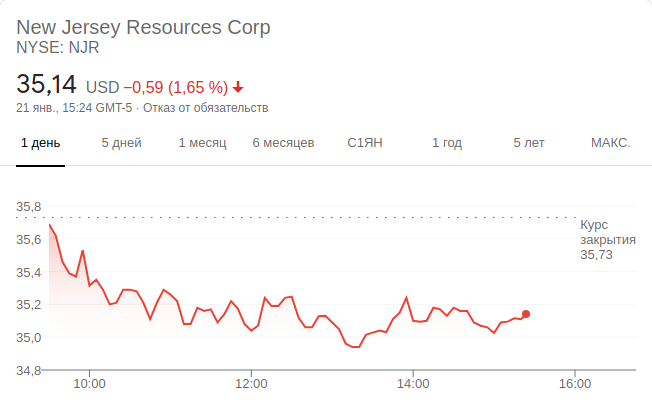 New Jersey Resources Corp
NYSE: NJR
35,14 USD −0,59 (1,65 %)
21 янв., 15:24 GMT-5 · Отказ от обязательств
1 день 5 дней 1 месяц 6 месяцев С1ЯН 1 год 5 лет МАКС.
35,8
Курс
35,6
закрытия
35,73
35,4
35,2
35,0
34,8
10:00 12:00 14:00 16:00